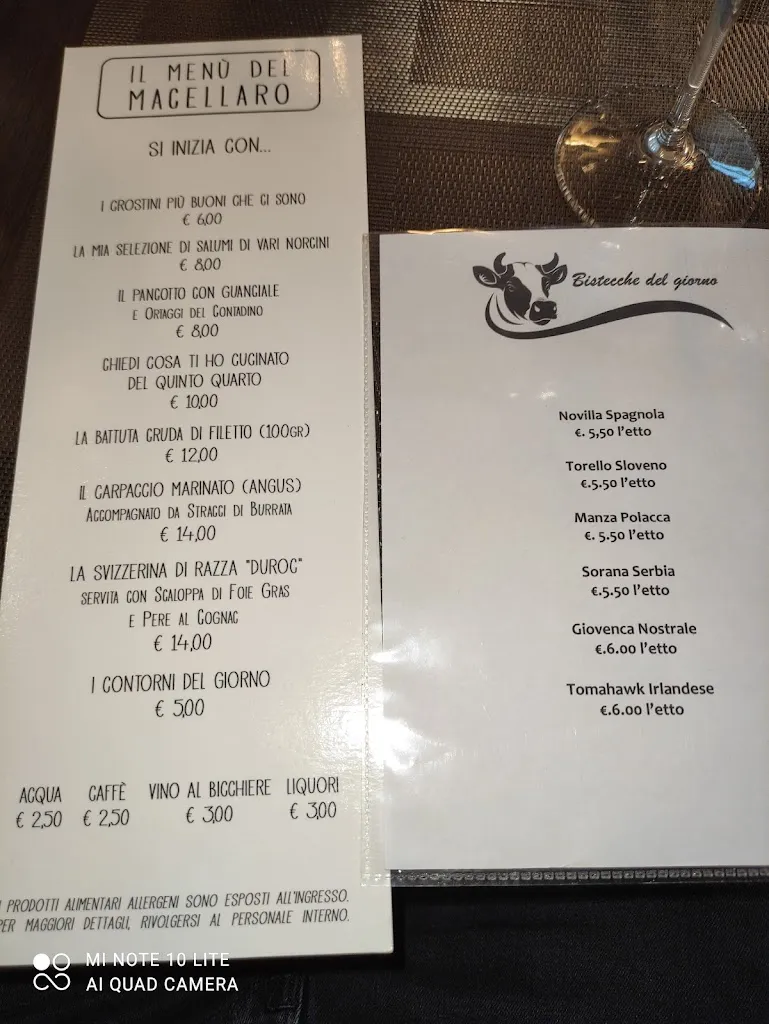 IL MENÙ DEL
MACELLARO
SI INIZIA CON...
I CROSTINI PIÙ BUONI CHE CI SONO
€ 6,00
LA MIA SELEZIONE DI SALUMI DI VARI NORCINI
€ 8,00
IL PANCOTTO CON GUANCIALE
E ORTAGGI DEL CONTADINO
€ 8,00
CHIEDI COSA TI HO CUCINATO
DEL QUINTO QUARTO
€ 10,00
LA BATTUTA CRUDA DI FILETTO (100GR)
€ 12,00
IL CARPACCIO MARINATO (ANGUS)
ACCOMPAGNATO DA STRACCI DI BURRATA
€ 14,00
LA SVIZZERINA DI RAZZA "DUROC"
SERVITA CON SCALOPPA DI FOIE GRAS
E PERE AL COGNAC
€ 14,00
I CONTORNI DEL GIORNO
€ 5,00
ACQUA CAFFÈ VINO AL BICCHIERE LIQUORI
€ 2,50 € 2,50 € 3,00 € 3,00
I PRODOTTI ALIMENTARI ALLERGENI SONO ESPOSTI ALL'INGRESSO.
PER MAGGIORI DETTAGLI, RIVOLGERSI AL PERSONALE INTERNO.
Bistecche del giorno
Novilla Spagnola
€. 5,50 l'etto
Torello Sloveno
€.5.50 l'etto
Manza Polacca
€. 5.50 l'etto
Sorana Serbia
€.5.50 l'etto
Giovenca Nostrale
€.6.00 l'etto
Tomahawk Irlandese
€.6.00 l'etto
MI NOTE 10 LITE
AI QUAD CAMERA